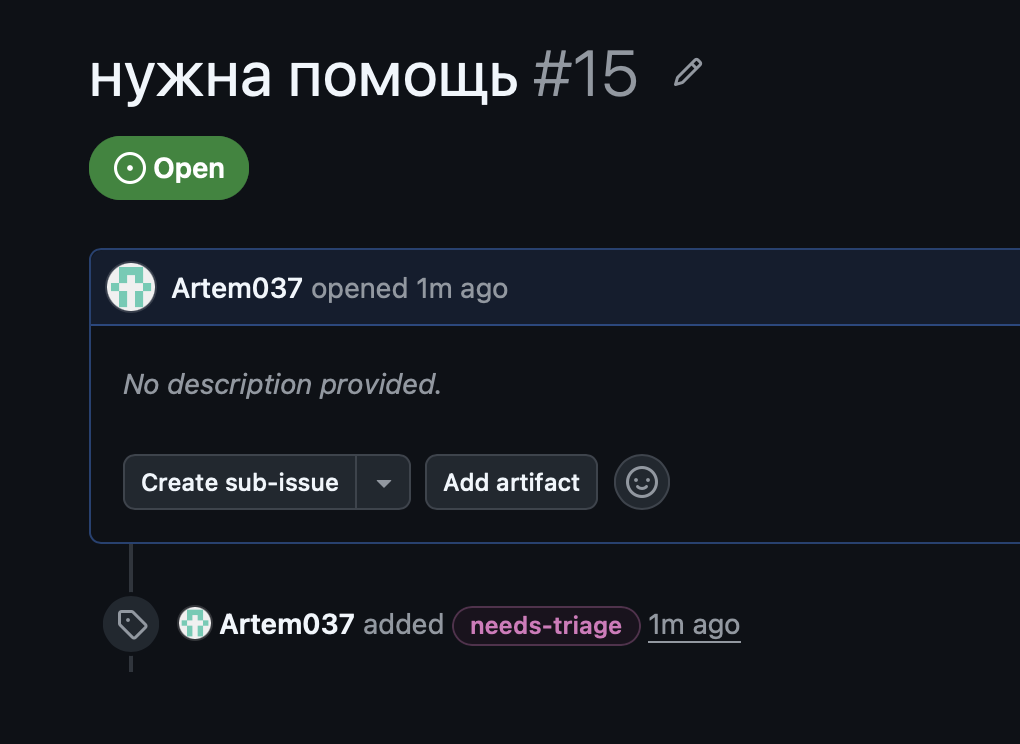 нужна помощь #15
Open
Artem037 opened 1m ago
No description provided.
Create sub-issue Add artifact
Artem037 added needs-triage 1m ago